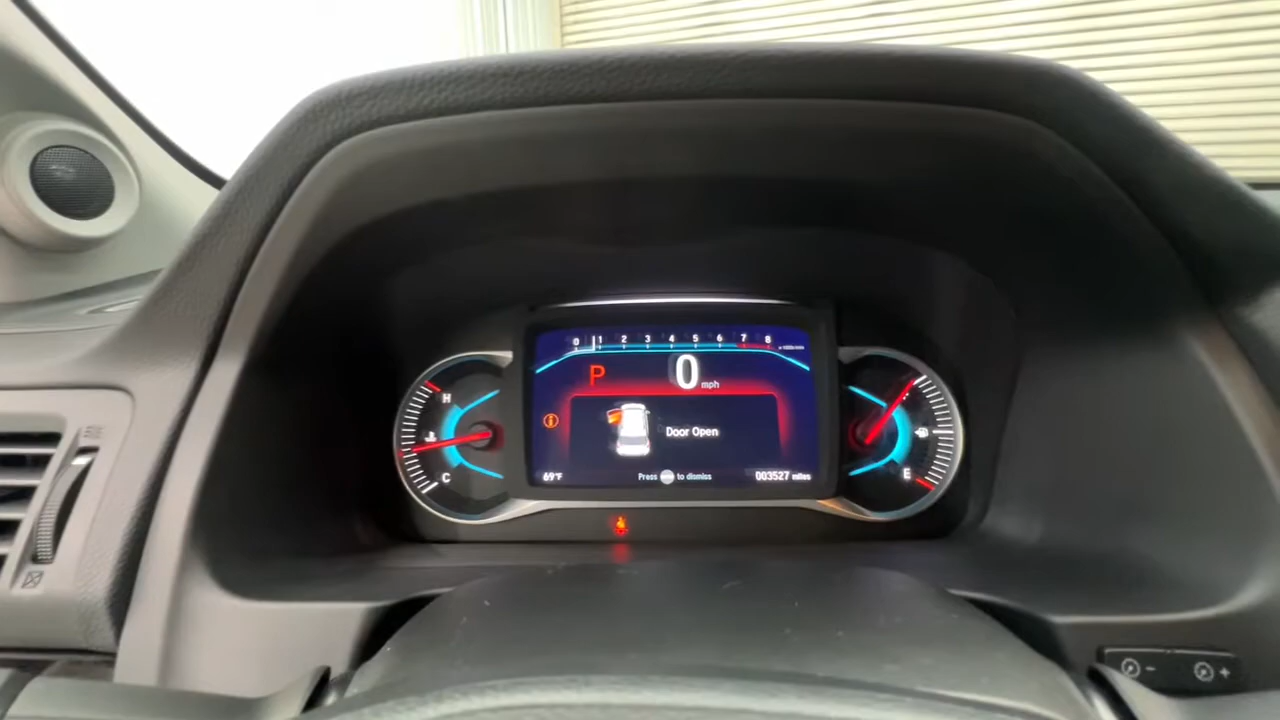 0 1 2 3 4 5 6 7 8
P 0 mph
H
Door Open
C
E
69°F
Press to dismiss
003527 miles